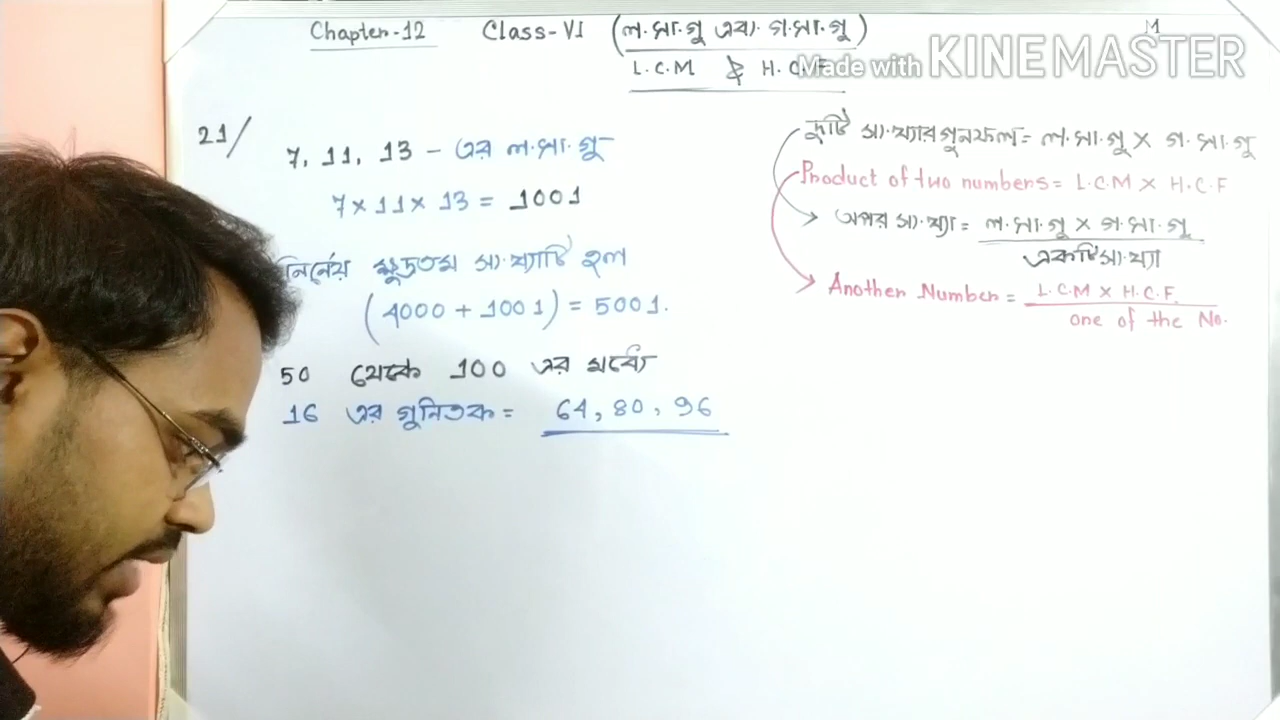 Chapter-12 Class-VI (ল.সা.গু এবং গ.সা.গু)
L.C.M & H.C.F
M
Made with KINEMASTER
21/
7, 11, 13 - এর ল.সা.গু
7 × 11 × 13 = 1001
নির্নেয় ক্ষুদ্রতম সংখ্যাটি হল
(4000 + 1001) = 5001.
50 থেকে 100 এর মধ্যে
16 এর গুনিতক = 64, 80, 96
দুটি সংখ্যার গুনফল = ল.সা.গু × গ.সা.গু
Product of two numbers = L.C.M × H.C.F
অপর সংখ্যা = ল.সা.গু × গ.সা.গু
একটি সংখ্যা
Another Number = L.C.M × H.C.F.
one of the No.